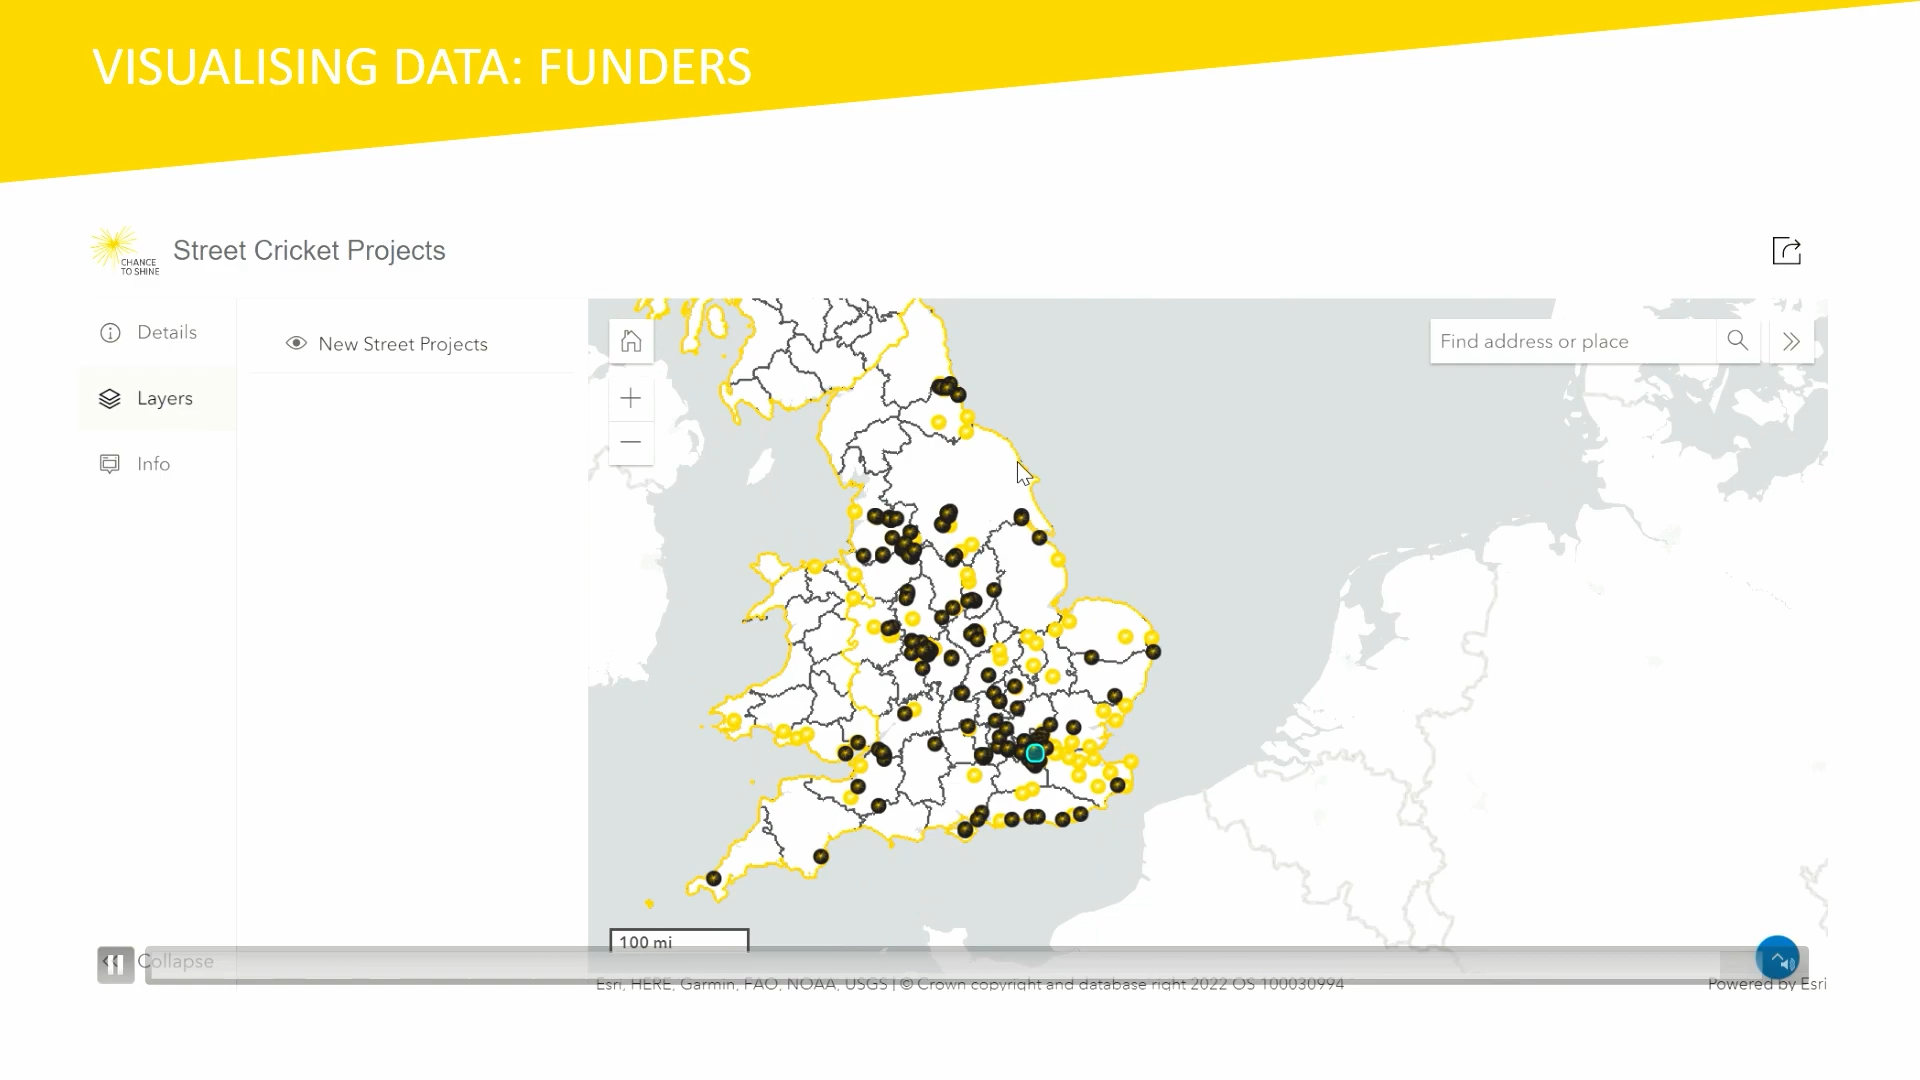 VISUALISING DATA: FUNDERS
CHANCE
TO SHINE
Street Cricket Projects
Details
Layers
Info
New Street Projects
Find address or place
100 mi
Collapse
Esri, HERE, Garmin, FAO, NOAA, USGS | © Crown copyright and database right 2022 OS 100030994
Powered by Esri